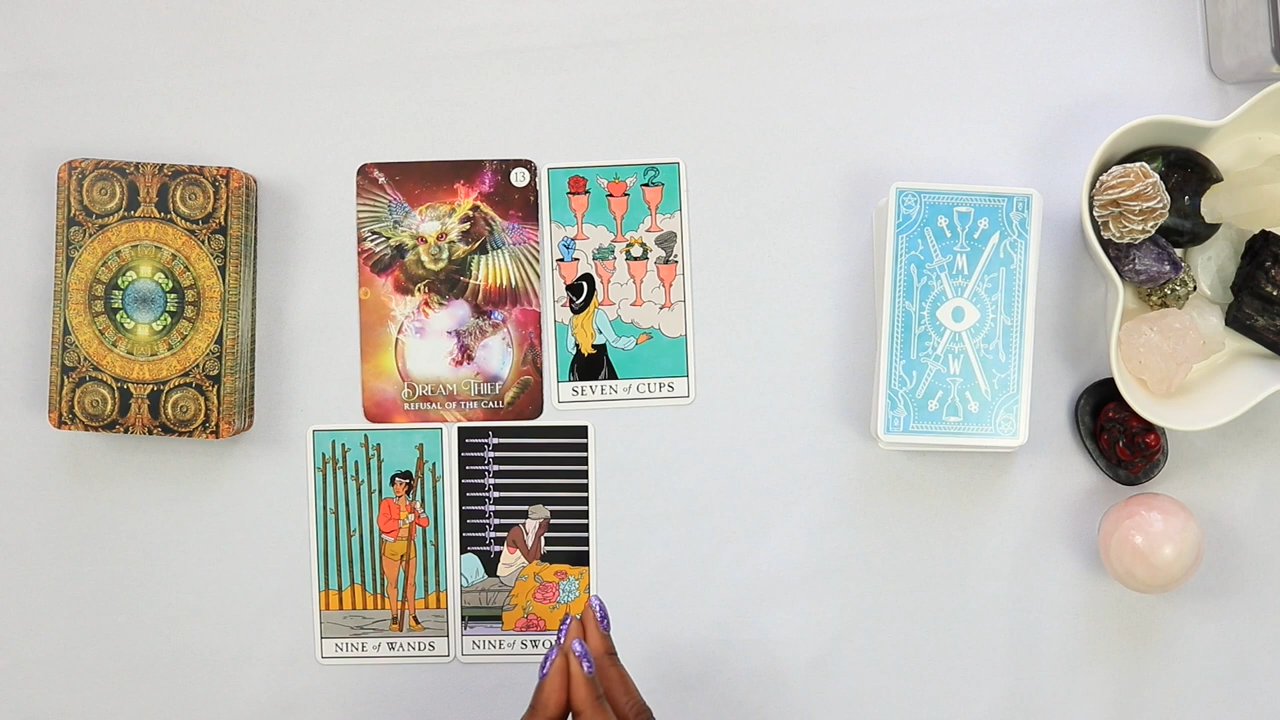 13
DREAM THIEF
REFUSAL OF THE CALL
SEVEN of CUPS
M
W
NINE of WANDS
NINE of SWO